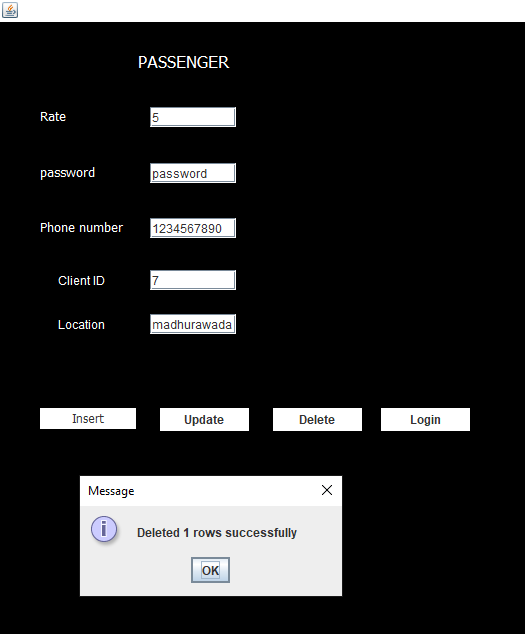 PASSENGER
Rate 5
password password
Phone number 1234567890
Client ID 7
Location madhurawada
Insert Update Delete Login
Message
Deleted 1 rows successfully
OK